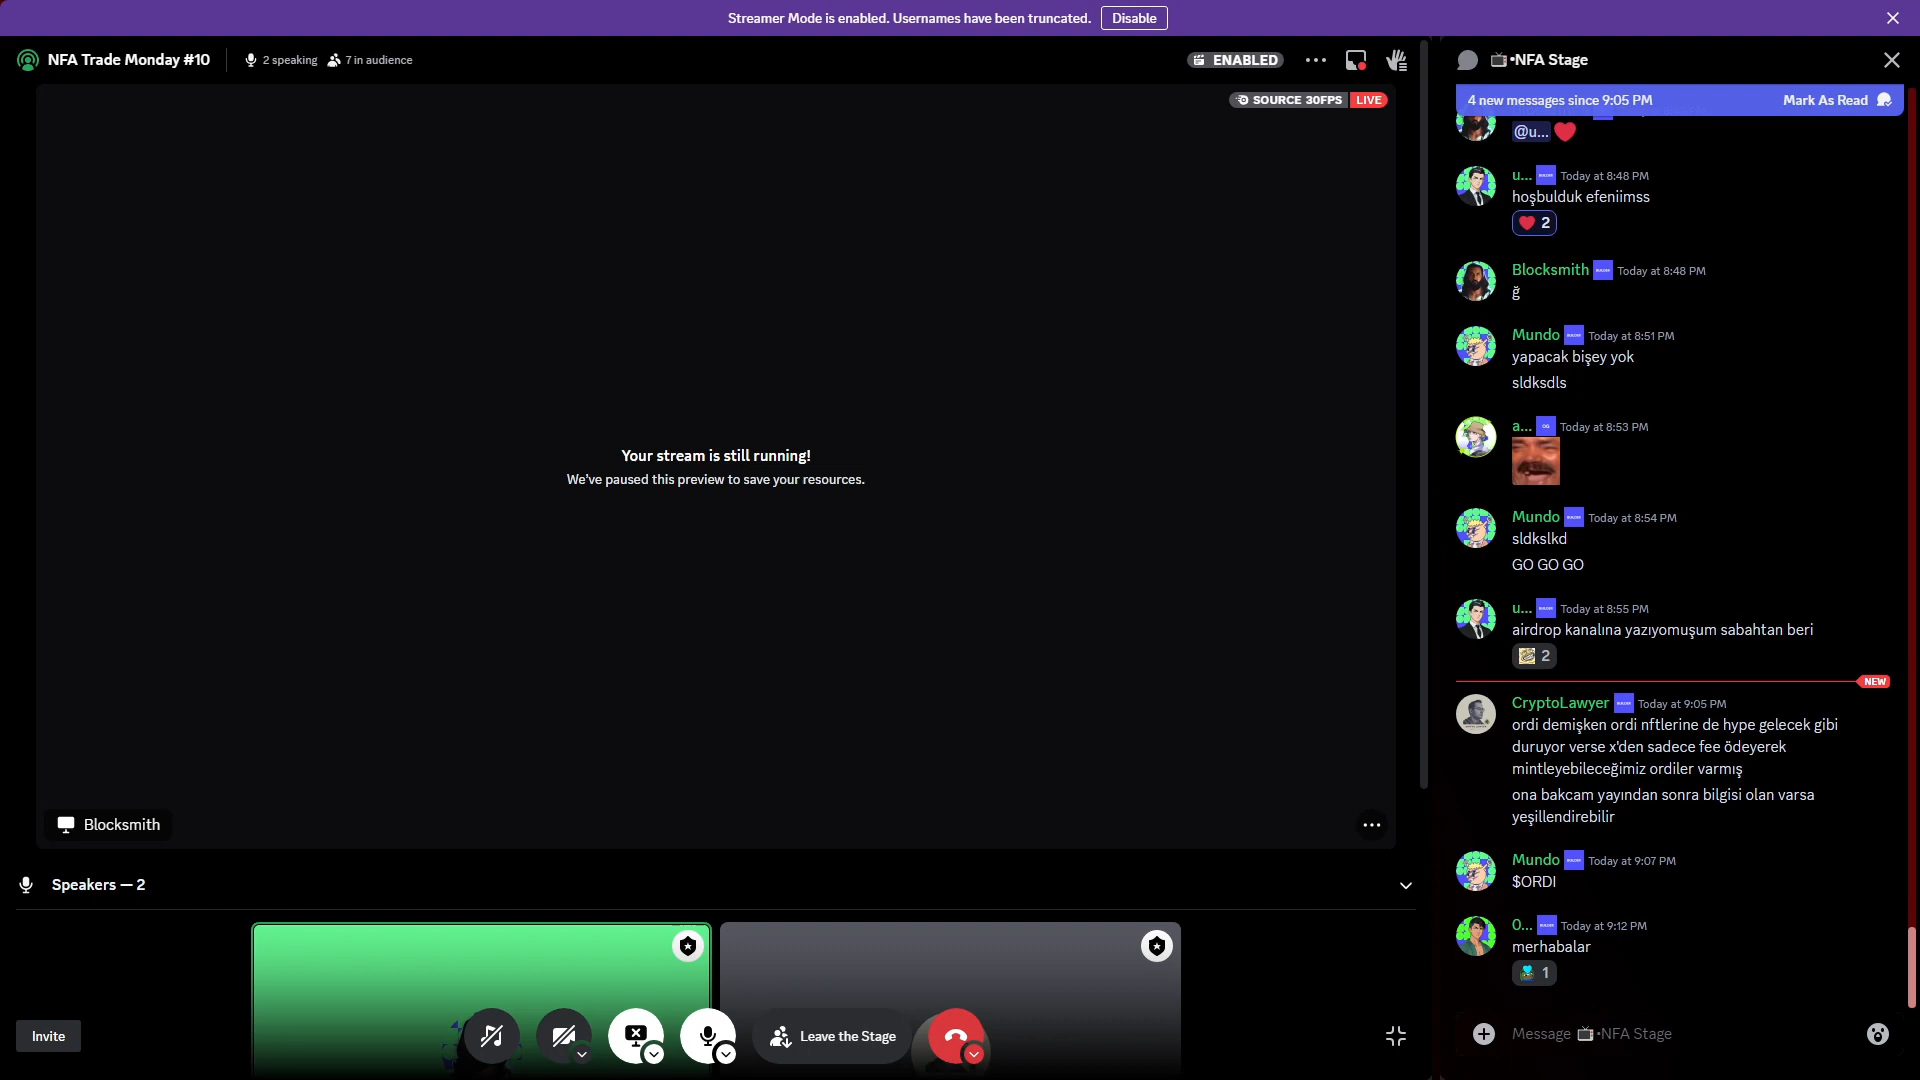 Streamer Mode is enabled. Usernames have been truncated. Disable
NFA Trade Monday #10
2 speaking 7 in audience
ENABLED
SOURCE 30FPS LIVE
Your stream is still running!
We've paused this preview to save your resources.
Blocksmith
Speakers — 2
Invite
Leave the Stage
•NFA Stage
4 new messages since 9:05 PM Mark As Read
@u...
u... Today at 8:48 PM
hoşbulduk efeniimss
2
Blocksmith Today at 8:48 PM
ğ
Mundo Today at 8:51 PM
yapacak bişey yok
sldksdls
a... OG Today at 8:53 PM
Mundo Today at 8:54 PM
sldkslkd
GO GO GO
u... Today at 8:55 PM
airdrop kanalına yazıyomuşum sabahtan beri
2
NEW
CryptoLawyer Today at 9:05 PM
ordi demişken ordi nftlerine de hype gelecek gibi
duruyor verse x'den sadece fee ödeyerek
mintleyebileceğimiz ordiler varmış
ona bakcam yayından sonra bilgisi olan varsa
yeşillendirebilir
Mundo Today at 9:07 PM
$ORDI
0... Today at 9:12 PM
merhabalar
1
Message •NFA Stage